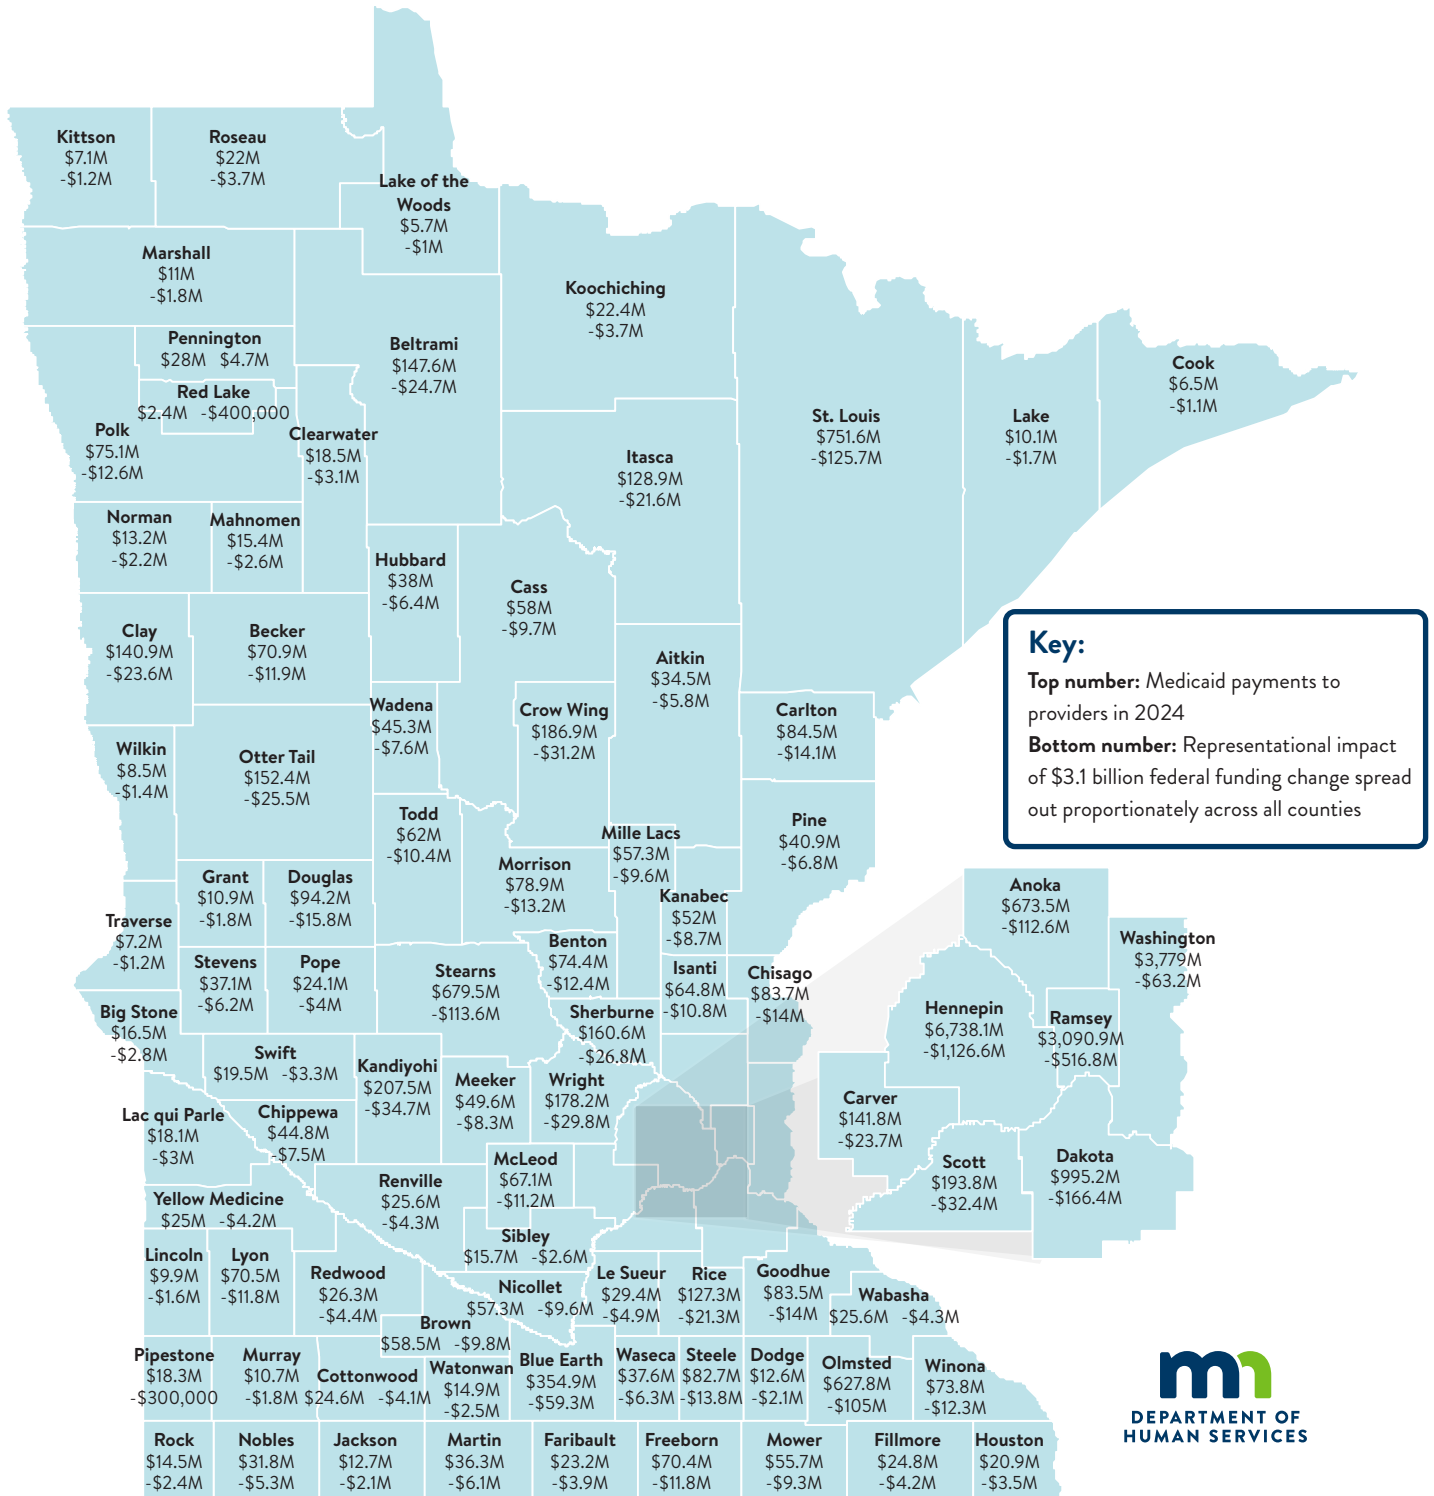 Kittson
$7.1M
-$1.2M
Roseau
$22M
-$3.7M
Lake of the
Woods
$5.7M
-$1M
Marshall
$11M
-$1.8M
Koochiching
$22.4M
-$3.7M
Pennington
$28M $4.7M
Beltrami
$147.6M
-$24.7M
Cook
$6.5M
-$1.1M
Red Lake
$2.4M -$400,000
Polk
$75.1M
-$12.6M
Clearwater
$18.5M
-$3.1M
St. Louis
$751.6M
-$125.7M
Lake
$10.1M
-$1.7M
Itasca
$128.9M
-$21.6M
Norman
$13.2M
-$2.2M
Mahnomen
$15.4M
-$2.6M
Hubbard
$38M
-$6.4M
Cass
$58M
-$9.7M
Clay
$140.9M
-$23.6M
Becker
$70.9M
-$11.9M
Aitkin
$34.5M
-$5.8M
Key:
Top number: Medicaid payments to
providers in 2024
Bottom number: Representational impact
of $3.1 billion federal funding change spread
out proportionately across all counties
Wadena
$45.3M
-$7.6M
Crow Wing
$186.9M
-$31.2M
Carlton
$84.5M
-$14.1M
Wilkin
$8.5M
-$1.4M
Otter Tail
$152.4M
-$25.5M
Todd
$62M
-$10.4M
Mille Lacs
$57.3M
-$9.6M
Pine
$40.9M
-$6.8M
Morrison
$78.9M
-$13.2M
Grant
$10.9M
-$1.8M
Douglas
$94.2M
-$15.8M
Kanabec
$52M
-$8.7M
Anoka
$673.5M
-$112.6M
Traverse
$7.2M
-$1.2M
Washington
$3,779M
-$63.2M
Benton
$74.4M
-$12.4M
Stevens
$37.1M
-$6.2M
Pope
$24.1M
-$4M
Stearns
$679.5M
-$113.6M
Isanti
$64.8M
-$10.8M
Chisago
$83.7M
-$14M
Big Stone
$16.5M
-$2.8M
Sherburne
$160.6M
-$26.8M
Hennepin
$6,738.1M
-$1,126.6M
Ramsey
$3,090.9M
-$516.8M
Swift
$19.5M -$3.3M
Kandiyohi
$207.5M
-$34.7M
Meeker
$49.6M
-$8.3M
Wright
$178.2M
-$29.8M
Carver
$141.8M
-$23.7M
Lac qui Parle
$18.1M
-$3M
Chippewa
$44.8M
-$7.5M
McLeod
$67.1M
-$11.2M
Scott
$193.8M
-$32.4M
Dakota
$995.2M
-$166.4M
Renville
$25.6M
-$4.3M
Yellow Medicine
$25M -$4.2M
Sibley
$15.7M -$2.6M
Lincoln
$9.9M
-$1.6M
Lyon
$70.5M
-$11.8M
Redwood
$26.3M
-$4.4M
Nicollet
$57.3M -$9.6M
Le Sueur
$29.4M
-$4.9M
Rice
$127.3M
-$21.3M
Goodhue
$83.5M
-$14M
Wabasha
$25.6M -$4.3M
Brown
$58.5M -$9.8M
Pipestone
$18.3M
-$300,000
Murray
$10.7M
-$1.8M
Cottonwood
$24.6M -$4.1M
Watonwan
$14.9M
-$2.5M
Blue Earth
$354.9M
-$59.3M
Waseca
$37.6M
-$6.3M
Steele
$82.7M
-$13.8M
Dodge
$12.6M
-$2.1M
Olmsted
$627.8M
-$105M
Winona
$73.8M
-$12.3M
Rock
$14.5M
-$2.4M
Nobles
$31.8M
-$5.3M
Jackson
$12.7M
-$2.1M
Martin
$36.3M
-$6.1M
Faribault
$23.2M
-$3.9M
Freeborn
$70.4M
-$11.8M
Mower
$55.7M
-$9.3M
Fillmore
$24.8M
-$4.2M
Houston
$20.9M
-$3.5M
mn
DEPARTMENT OF
HUMAN SERVICES